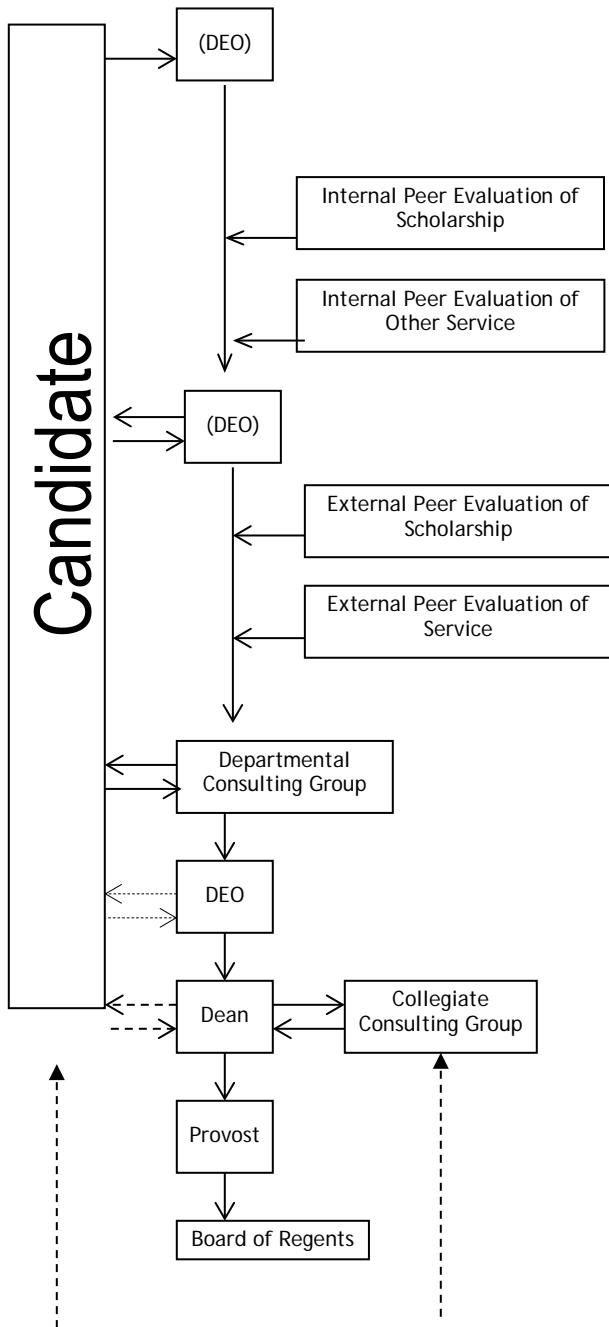 Candidate
(DEO)
Internal Peer Evaluation of
Scholarship
Internal Peer Evaluation of
Other Service
(DEO)
External Peer Evaluation of
Scholarship
External Peer Evaluation of
Service
Departmental
Consulting Group
DEO
Dean
Collegiate
Consulting Group
Provost
Board of Regents